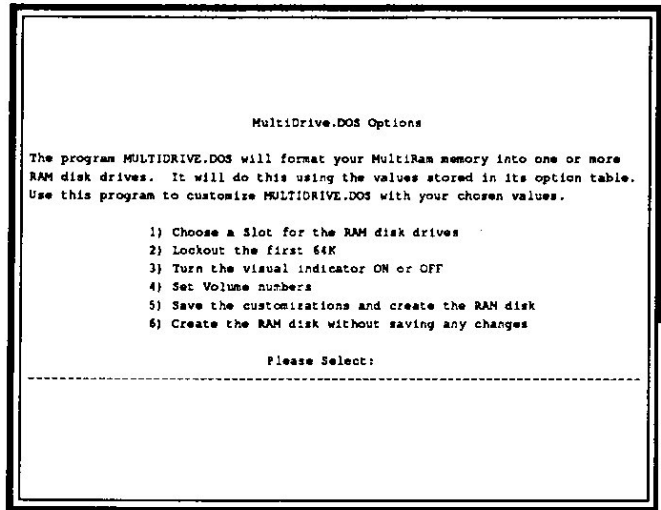 MultiDrive.DOS Options
The program MULTIDRIVE.DOS will format your MultiRam memory into one or more
RAM disk drives. It will do this using the values stored in its option table.
Use this program to customize MULTIDRIVE.DOS with your chosen values.
1) Choose a Slot for the RAM disk drives
2) Lockout the first 64K
3) Turn the visual indicator ON or OFF
4) Set Volume numbers
5) Save the customizations and create the RAM disk
6) Create the RAM disk without saving any changes
Please Select: